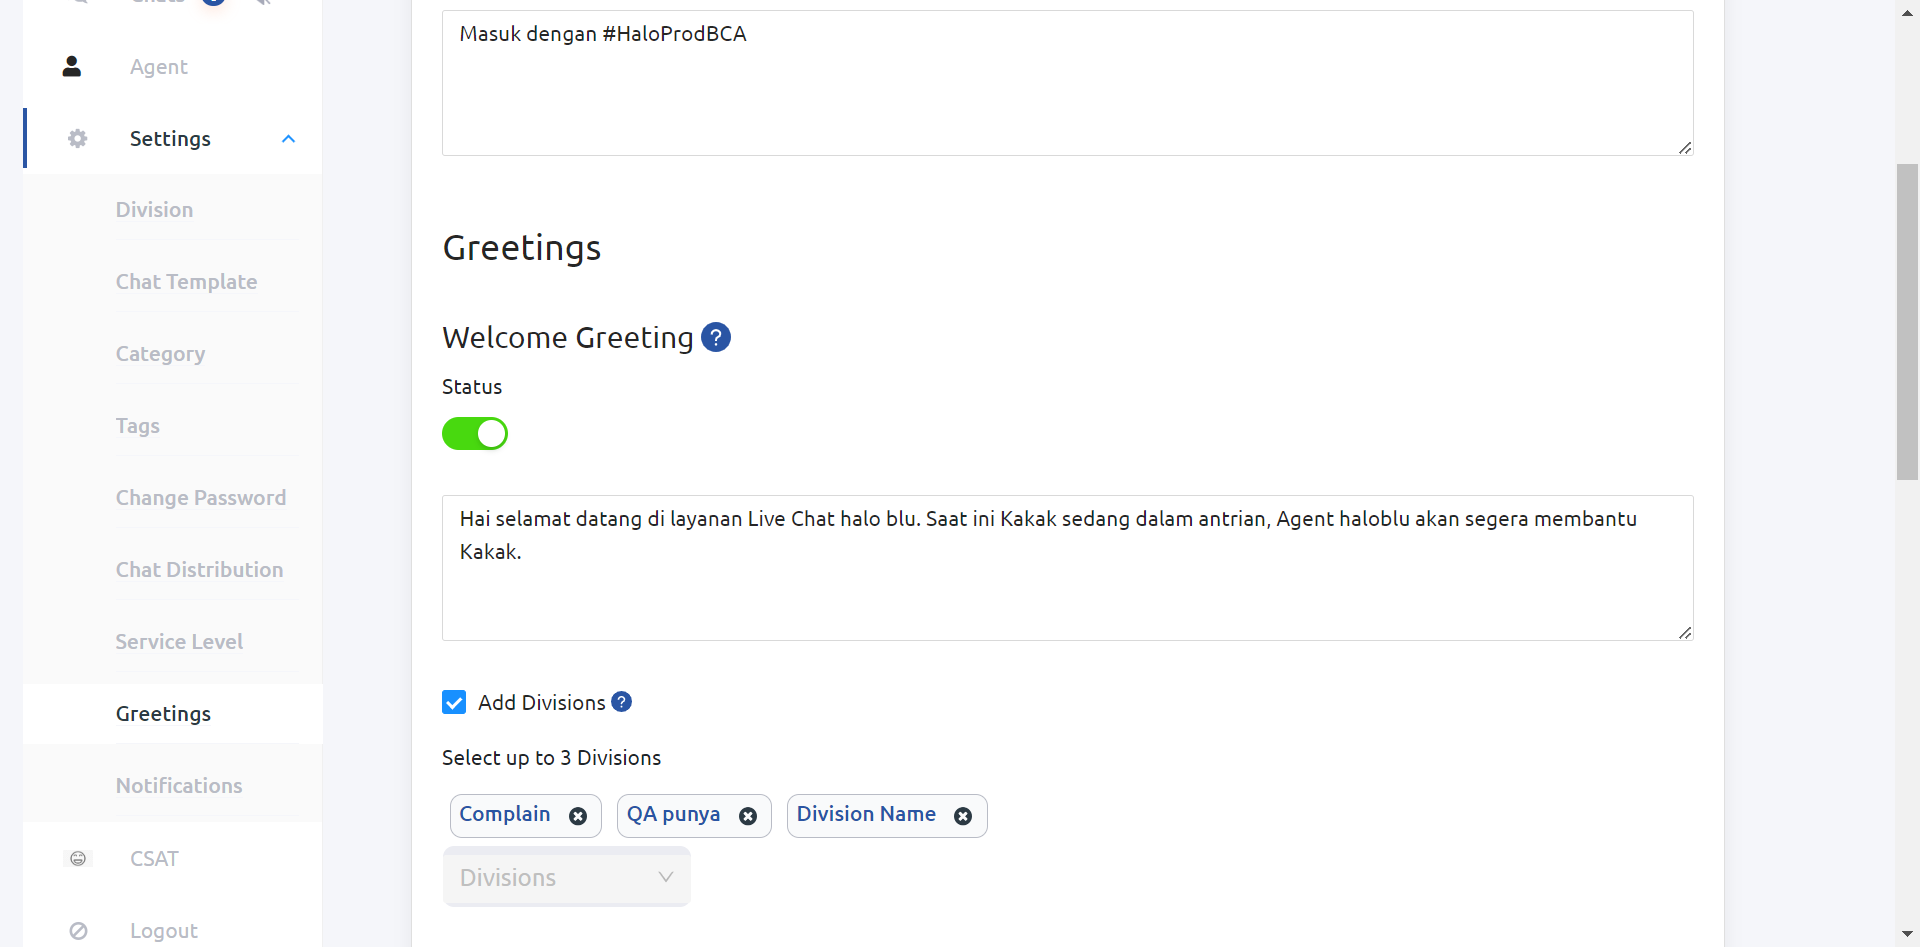 Chats
Agent
Settings
Division
Chat Template
Category
Tags
Change Password
Chat Distribution
Service Level
Greetings
Notifications
CSAT
Logout
Masuk dengan #HaloProdBCA
Greetings
Welcome Greeting ?
Status
Hai selamat datang di layanan Live Chat halo blu. Saat ini Kakak sedang dalam antrian, Agent haloblu akan segera membantu
Kakak.
Add Divisions ?
Select up to 3 Divisions
Complain QA punya Division Name
Divisions